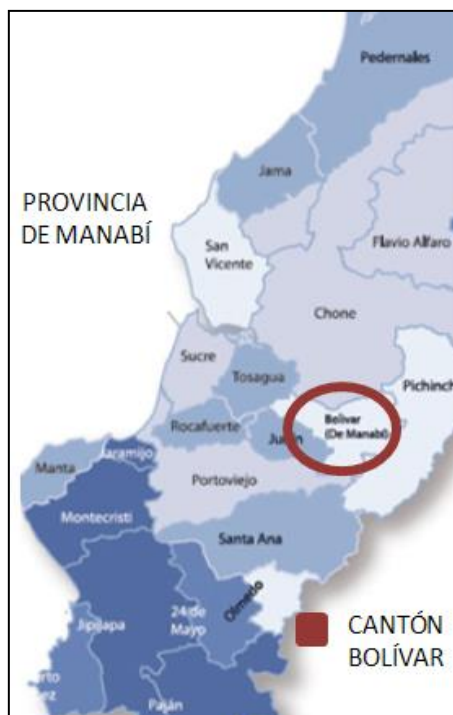 Pedernales
Jama
PROVINCIA
DE MANABÍ
San
Vicente
Flavio Alfaro
Chone
Sucre
Tosagua
Pichinch
Bolívar
(De Manabí)
Rocafuerte
Junín
Jaramijo
Manta
Portoviejo
Montecristi
Santa Ana
Olmedo
24 de
Mayo
Jipijapa
CANTÓN
BOLÍVAR
Paján